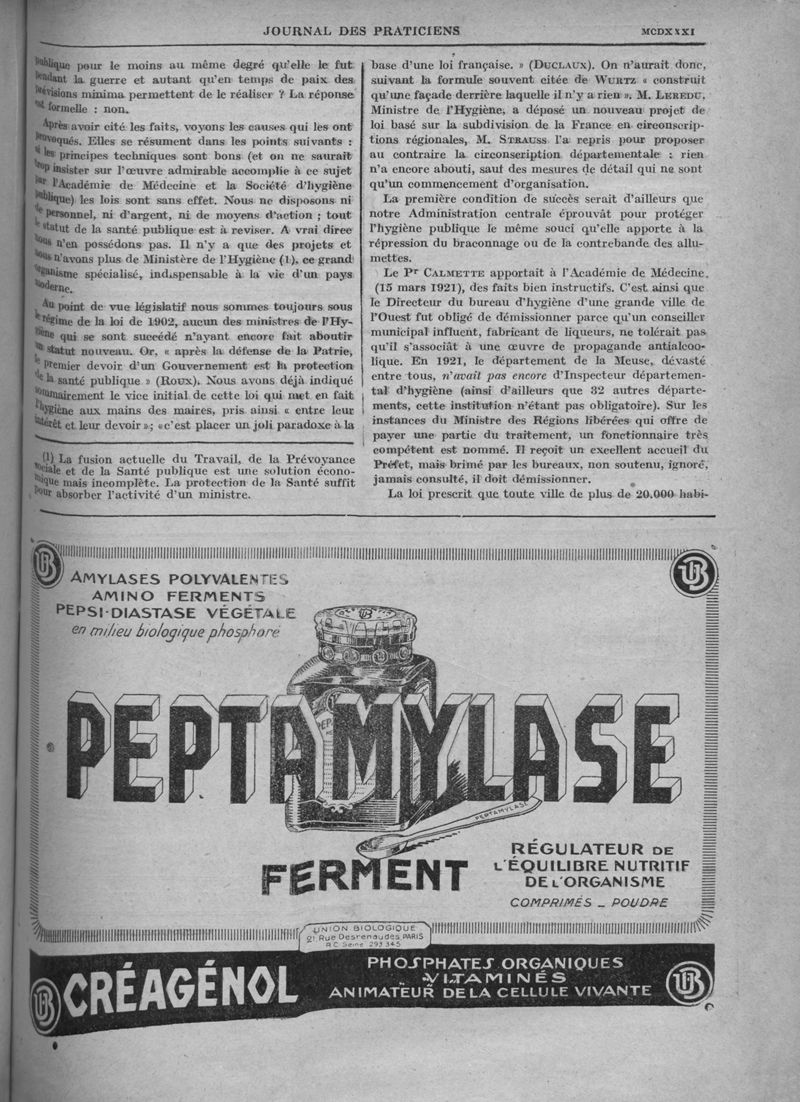 JOURNAL DES PRATICIENS
MCDXXXI
publique pour le moins au même degré qu'elle le fut
pendant la guerre et autant qu'en temps de paix des
prévisions minima permettent de le réaliser ? La réponse
est formelle : non.
Après avoir cité les faits, voyons les causes qui les ont
provoqués. Elles se résument dans les points suivants :
si les principes techniques sont bons (et on ne saurait
trop insister sur l'œuvre admirable accomplie à ce sujet
par l'Académie de Médecine et la Société d'hygiène
publique) les lois sont sans effet. Nous ne disposons ni
de personnel, ni d'argent, ni de moyens d'action ; tout
le statut de la santé publique est à reviser. A vrai diree
nous n'en possédons pas. Il n'y a que des projets et
nous n'avons plus de Ministère de l'Hygiène (1), ce grand
organisme spécialisé, indispensable à la vie d'un pays
moderne.
Au point de vue législatif nous sommes toujours sous
le régime de la loi de 1902, aucun des ministres de l'Hy-
giène qui se sont succédé n'ayant encore fait aboutir
un statut nouveau. Or, « après la défense de la Patrie,
le premier devoir d'un Gouvernement est la protection
de la santé publique » (ROUX). Nous avons déjà indiqué
sommairement le vice initial de cette loi qui met en fait
l'hygiène aux mains des maires, pris ainsi « entre leur
intérêt et leur devoir »; «c'est placer un joli paradoxe à la
(1) La fusion actuelle du Travail, de la Prévoyance
sociale et de la Santé publique est une solution écono-
mique mais incomplète. La protection de la Santé suffit
pour absorber l'activité d'un ministre.
base d'une loi française. » (DUCLAUX). On n'aurait donc,
suivant la formule souvent citée de WURTZ « construit
qu'une façade derrière laquelle il n'y a rien ». M. LEREDU,
Ministre de l'Hygiène, a déposé un nouveau projet de
loi basé sur la subdivision de la France en circonscrip-
tions régionales, M. STRAUSS l'a repris pour proposer
au contraire la circonscription départementale : rien
n'a encore abouti, sauf des mesures de détail qui ne sont
qu'un commencement d'organisation.
La première condition de succès serait d'ailleurs que
notre Administration centrale éprouvât pour protéger
l'hygiène publique le même souci qu'elle apporte à la
répression du braconnage ou de la contrebande des allu-
mettes.
Le Pr CALMETTE apportait à l'Académie de Médecine,
(15 mars 1921), des faits bien instructifs. C'est ainsi que
le Directeur du bureau d'hygiène d'une grande ville de
l'Ouest fut obligé de démissionner parce qu'un conseiller
municipal influent, fabricant de liqueurs, ne tolérait pas
qu'il s'associât à une œuvre de propagande antialcoo-
lique. En 1921, le département de la Meuse, dévasté
entre tous, n'avait pas encore d'Inspecteur départemen-
tal d'hygiène (ainsi d'ailleurs que 32 autres départe-
ments, cette institution n'étant pas obligatoire). Sur les
instances du Ministre des Régions libérées qui offre de
payer une partie du traitement, un fonctionnaire très
compétent est nommé. Il reçoit un excellent accueil du
Préfet, mais brimé par les bureaux, non soutenu, ignoré,
jamais consulté, il doit démissionner.
La loi prescrit que toute ville de plus de 20.000 habi-
UB
UB
AMYLASES POLYVALENTES
AMINO FERMENTS
PEPSI-DIASTASE VÉGÉTALE
en milieu biologique phosphoré
PEPTAMYLASE
PEPTAMYLASE
FERMENT
RÉGULATEUR DE
L'ÉQUILIBRE NUTRITIF
DE L'ORGANISME
COMPRIMÉS _ POUDRE
UNION BIOLOGIQUE
21 Rue Desrenaudes PARIS
R C Seine 293 345
UB
CRÉAGÉNOL
PHOSPHATES ORGANIQUES
VITAMINÉS
ANIMATEUR DE LA CELLULE VIVANTE
UB